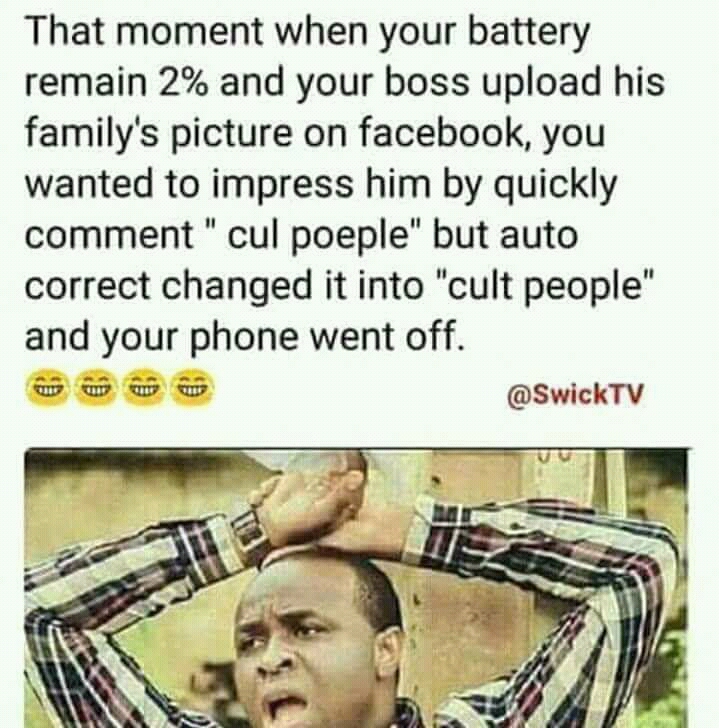 That moment when your battery
remain 2% and your boss upload his
family's picture on facebook, you
wanted to impress him by quickly
comment " cul poeple" but auto
correct changed it into "cult people"
and your phone went off.
😁😁😁😁 @SwickTV